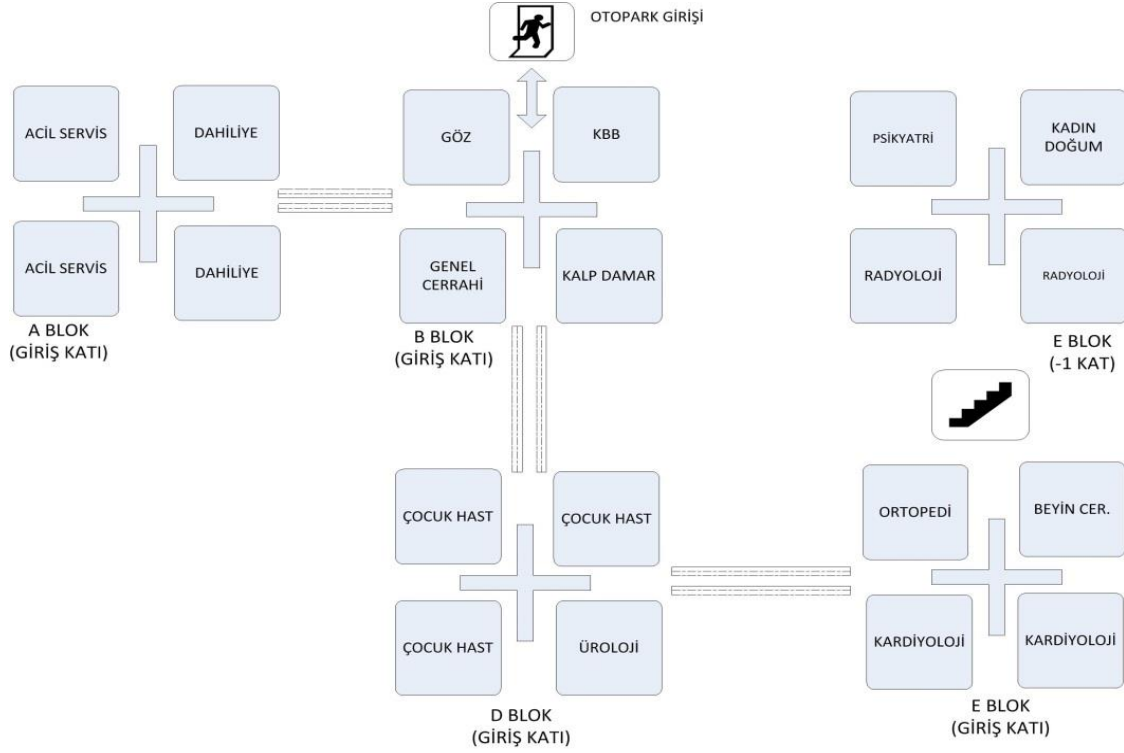 OTOPARK GİRİŞİ
ACİL SERVİS
DAHİLİYE
ACİL SERVİS
DAHİLİYE
A BLOK
(GİRİŞ KATI)
GÖZ
KBB
GENEL
CERRAHİ
KALP DAMAR
B BLOK
(GİRİŞ KATI)
PSİKYATRİ
KADIN
DOĞUM
RADYOLOJİ
RADYOLOJİ
E BLOK
(-1 KAT)
ÇOCUK HAST
ÇOCUK HAST
ÇOCUK HAST
ÜROLOJİ
D BLOK
(GİRİŞ KATI)
ORTOPEDİ
BEYİN CER.
KARDİYOLOJİ
KARDİYOLOJİ
E BLOK
(GİRİŞ KATI)